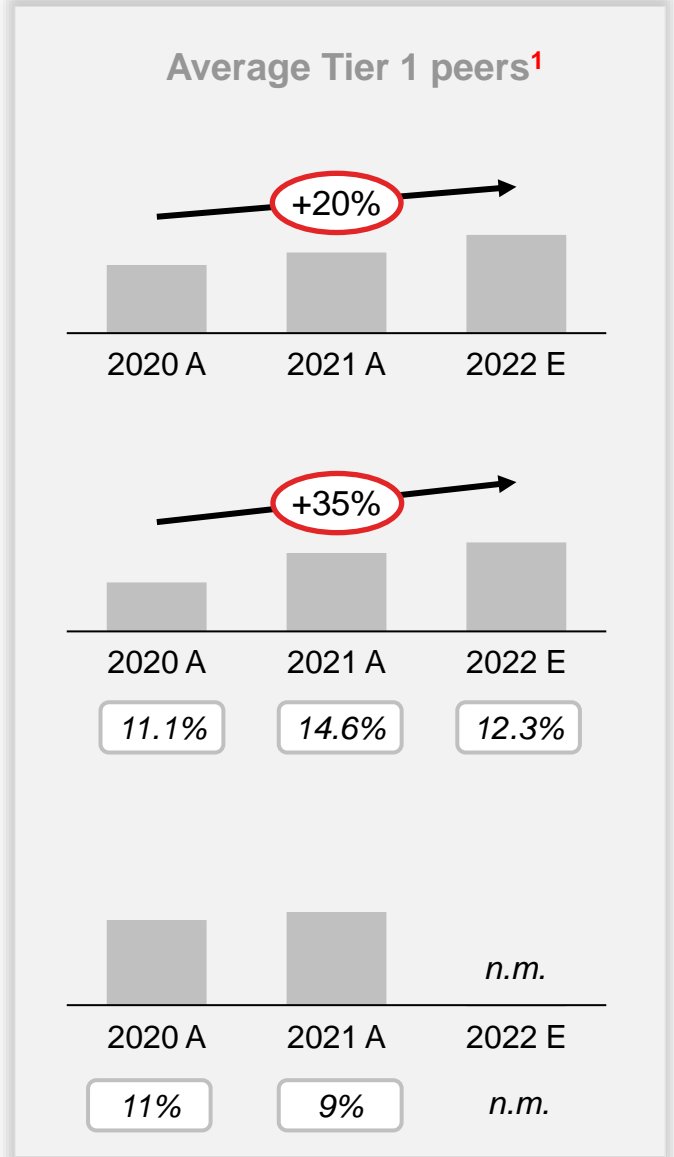 Average Tier 1 peers1
+20%
2020 A 2021 A 2022 E
+35%
2020 A 2021 A 2022 E
11.1% 14.6% 12.3%
n.m.
2020 A 2021 A 2022 E
11% 9% n.m.